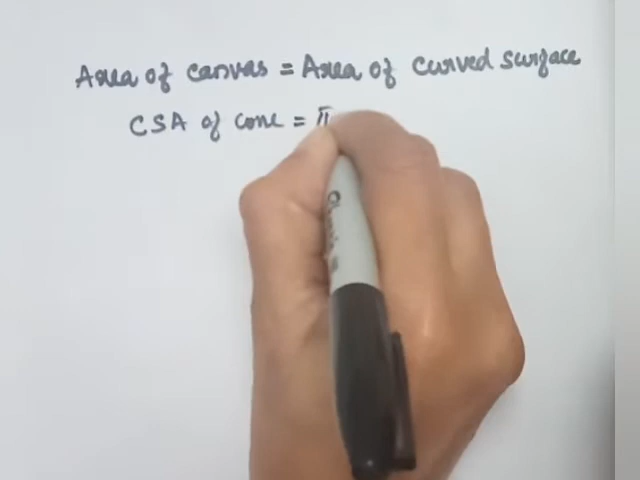 Area of canvas = Area of curved surface
CSA of cone = π